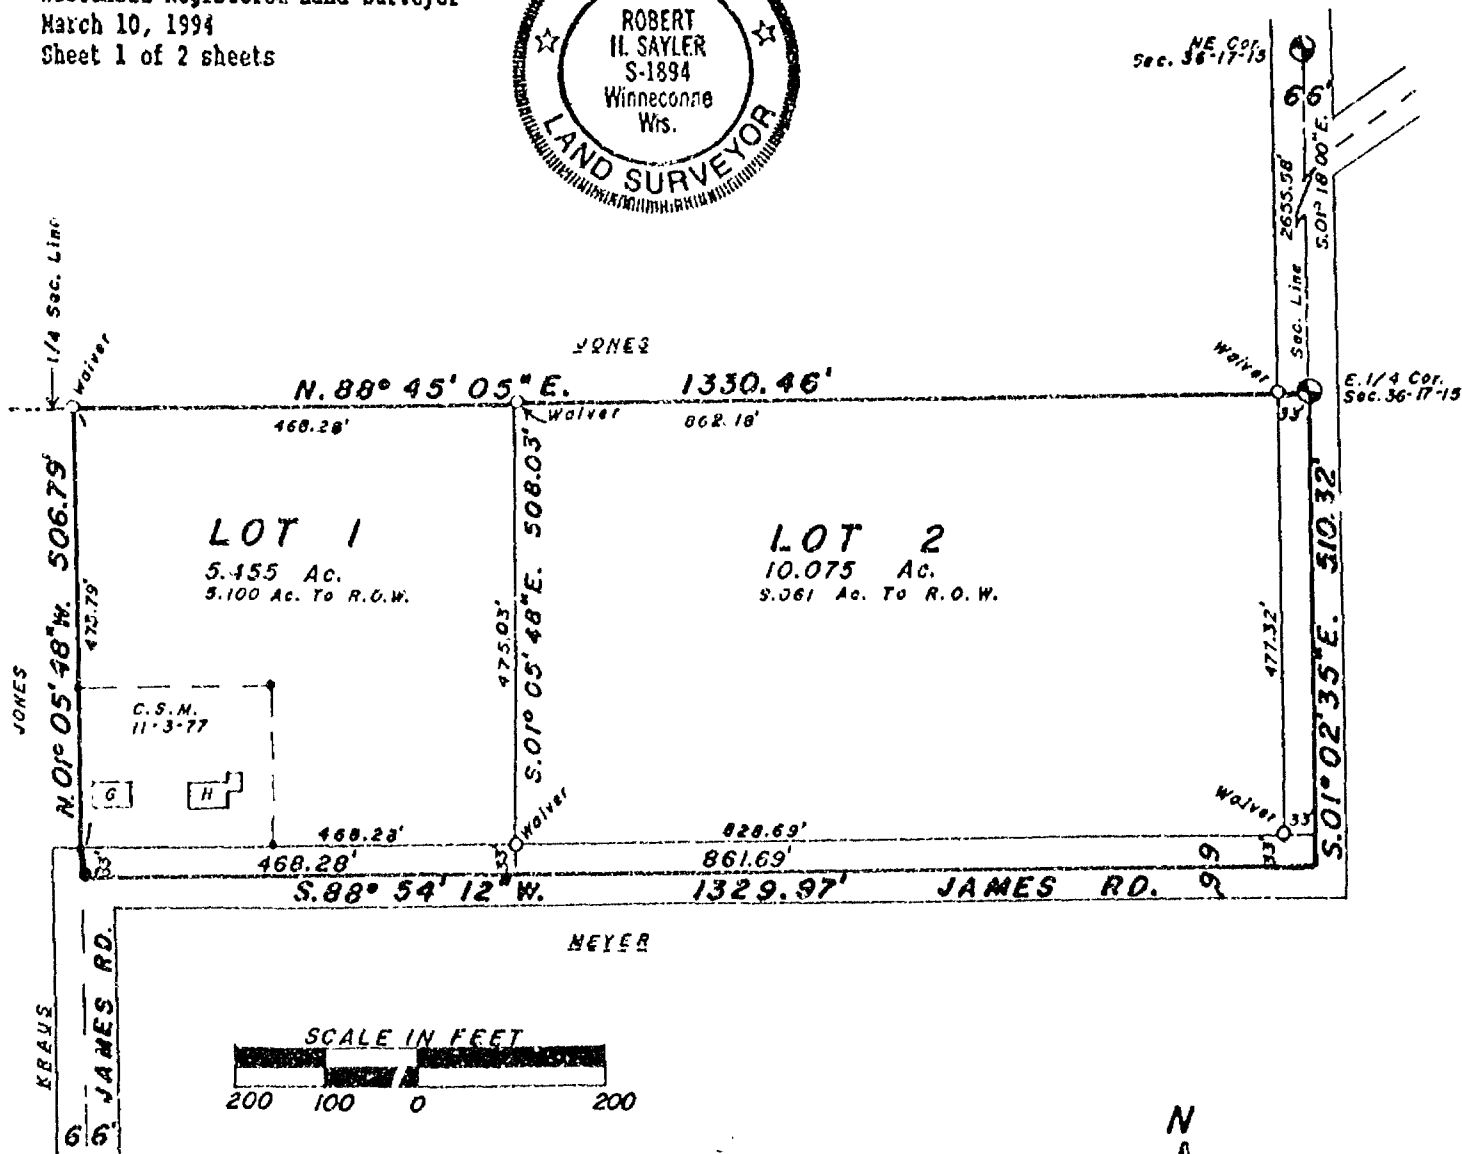 March 10, 1994
Sheet 1 of 2 sheets
ROBERT
H. SAYLER
S-1894
Winneconne
Wis.
LAND SURVEYOR
NE Cor.
Sec. 36-17-15
66'
2655.58'
S.01° 18' 00" E.
Sec. Line
1/4 Sec. Line
Waiver
JONES
Waiver
N. 88° 45' 05" E. 1330.46'
E. 1/4 Cor.
Sec. 36-17-15
Waiver
468.28'
862.18'
33'
N. 01° 05' 48" W. 506.79'
475.79'
LOT 1
5.455 Ac.
5.100 Ac. To R.O.W.
475.03'
S. 01° 05' 48" E. 508.03'
LOT 2
10.075 Ac.
9.061 Ac. To R.O.W.
477.32'
S. 01° 02' 35" E. 510.32'
JONES
C.S.M.
11-3-77
G
H
Waiver
Waiver
33'
468.28'
828.69'
33'
468.28'
33'
861.69'
33'
66'
S. 88° 54' 12" W. 1329.97' JAMES RD.
MEYER
KRAUS
JAMES RD.
66'
SCALE IN FEET
200 100 0 200
N